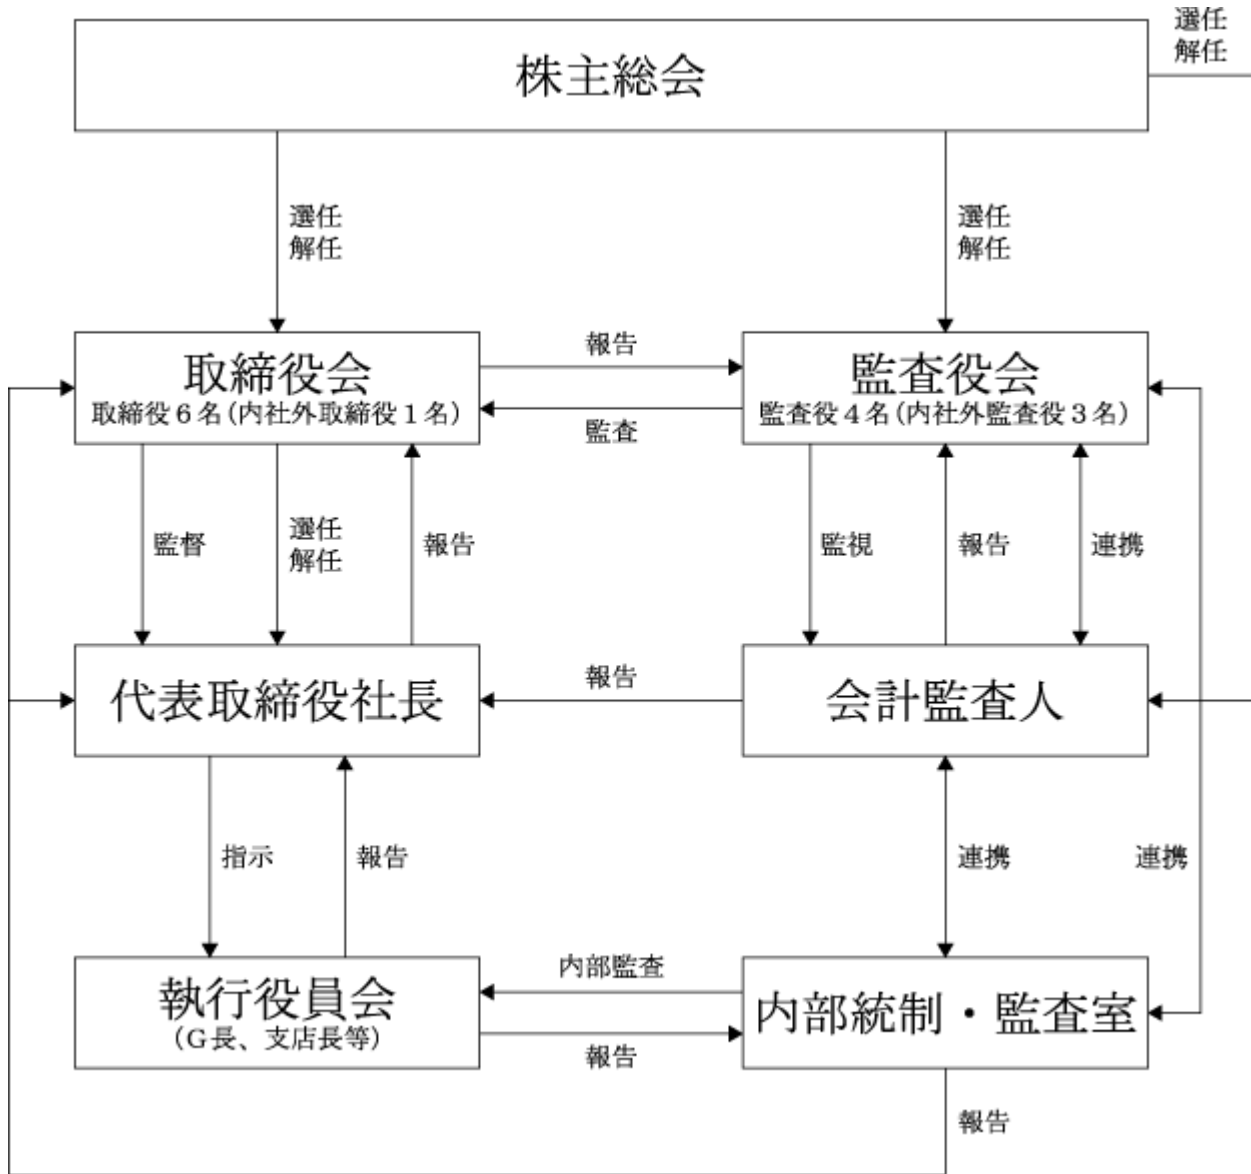 選任
解任
株主総会
選任
解任
選任
解任
取締役会
取締役６名(内社外取締役１名)
報告
監査
監査役会
監査役４名(内社外監査役３名)
監督
選任
解任
報告
監視
報告
連携
代表取締役社長
報告
会計監査人
指示
報告
連携
連携
執行役員会
(Ｇ長、支店長等)
内部監査
報告
内部統制・監査室
報告